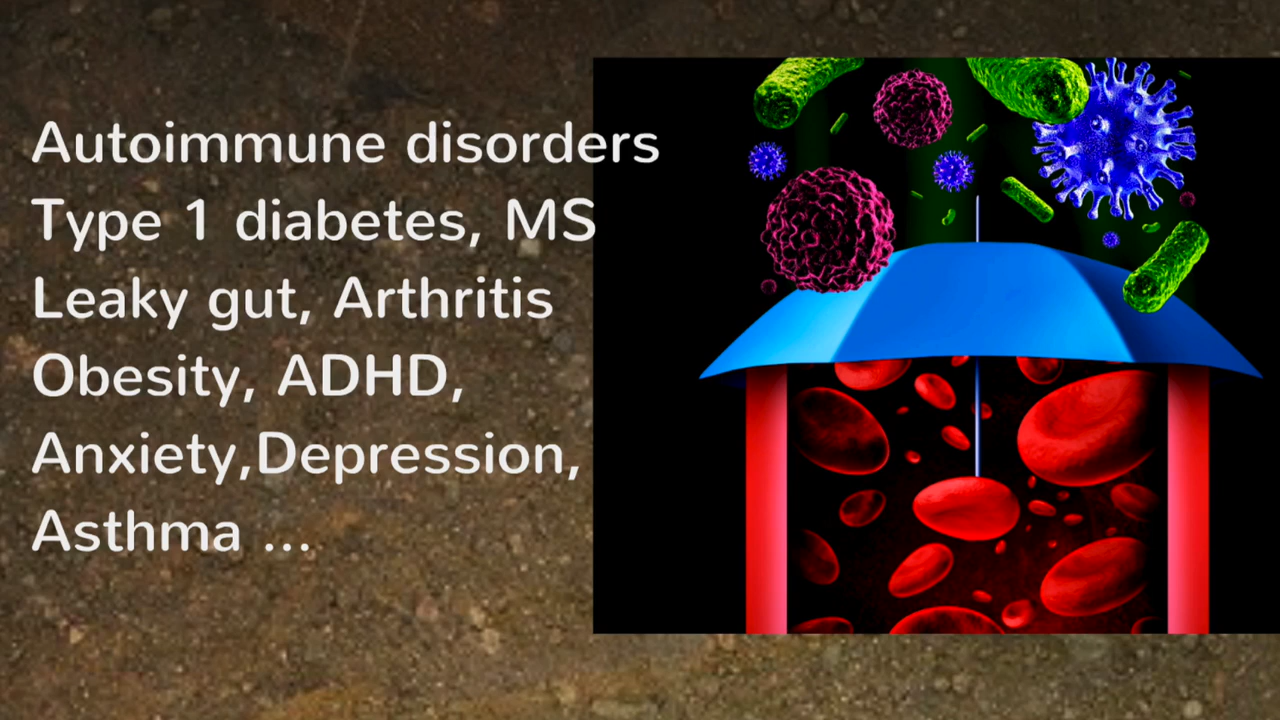 Autoimmune disorders
Type 1 diabetes, MS
Leaky gut, Arthritis
Obesity, ADHD,
Anxiety,Depression,
Asthma ...